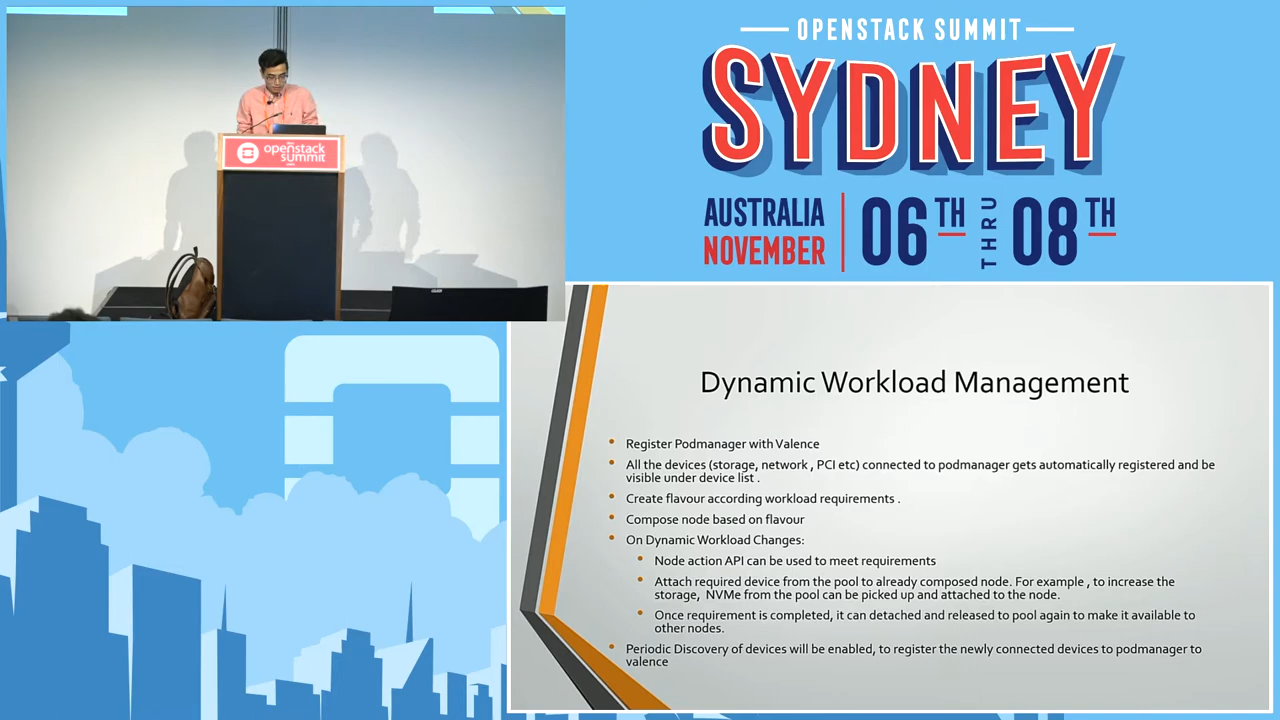 openstack
summit
OPENSTACK SUMMIT
SYDNEY
AUSTRALIA
NOVEMBER
06TH THRU 08TH
Dynamic Workload Management
Register Podmanager with Valence
All the devices (storage, network , PCI etc) connected to podmanager gets automatically registered and be
visible under device list .
Create flavour according workload requirements .
Compose node based on flavour
On Dynamic Workload Changes:
Node action API can be used to meet requirements
Attach required device from the pool to already composed node. For example , to increase the
storage, NVMe from the pool can be picked up and attached to the node.
Once requirement is completed, it can detached and released to pool again to make it available to
other nodes.
Periodic Discovery of devices will be enabled, to register the newly connected devices to podmanager to
valence